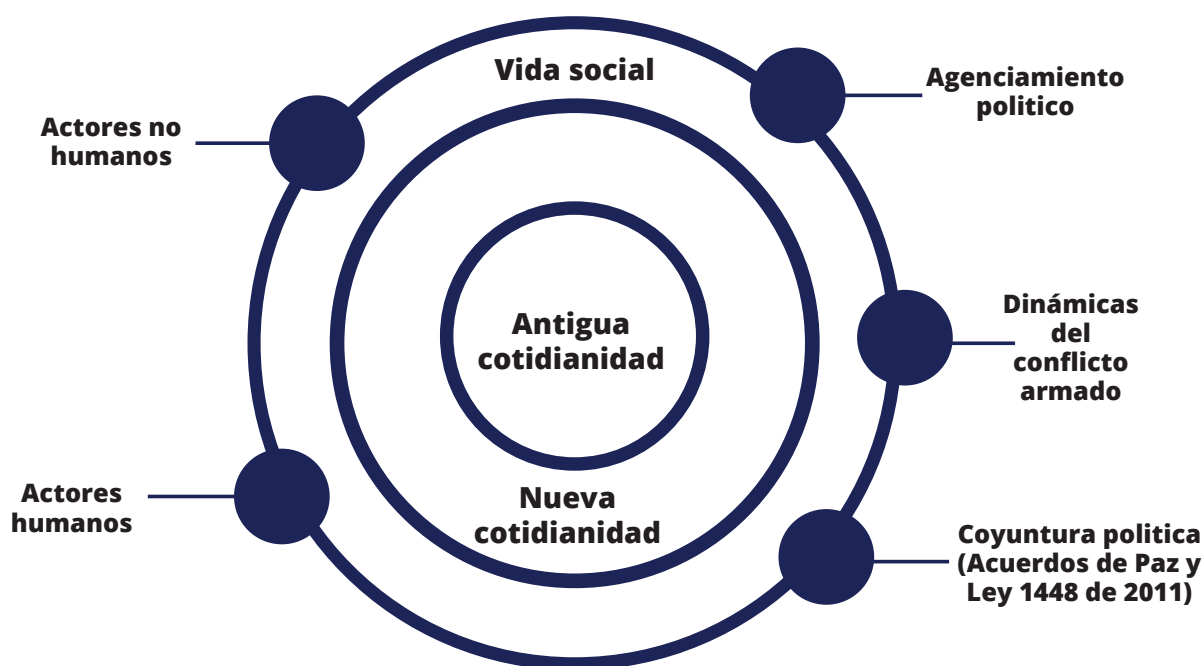 Vida social
Agenciamiento
politico
Actores no
humanos
Dinámicas
del
conflicto
armado
Antigua
cotidianidad
Actores
humanos
Nueva
cotidianidad
Coyuntura politica
(Acuerdos de Paz y
Ley 1448 de 2011)